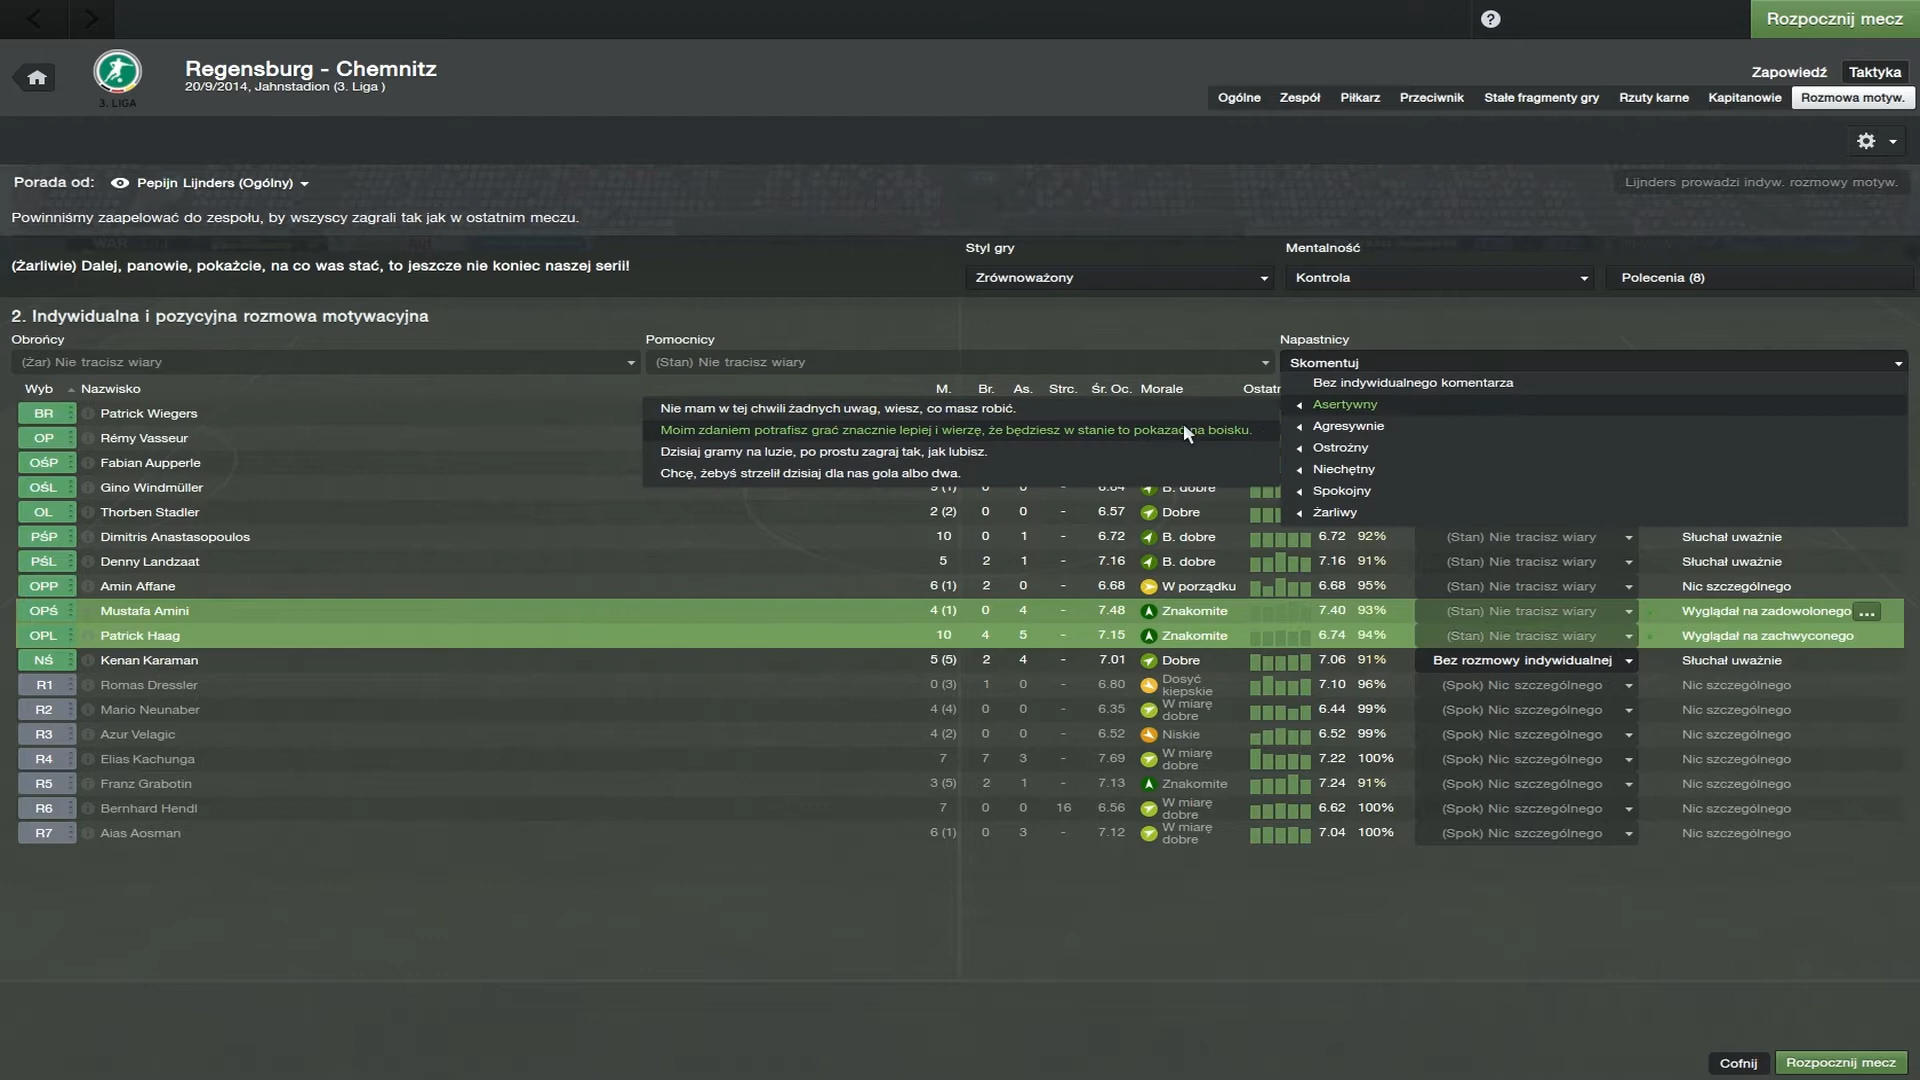 Rozpocznij mecz
Regensburg - Chemnitz
20/9/2014, Jahnstadion (3. Liga )
3. LIGA
Zapowiedź Taktyka
Ogólne Zespół Piłkarz Przeciwnik Stałe fragmenty gry Rzuty karne Kapitanowie Rozmowa motyw.
Porada od: Pepijn Lijnders (Ogólny)
Lijnders prowadzi indyw. rozmowy motyw.
Powinniśmy zaapelować do zespołu, by wszyscy zagrali tak jak w ostatnim meczu.
Styl gry Mentalność
(Żarliwie) Dalej, panowie, pokażcie, na co was stać, to jeszcze nie koniec naszej serii!
Zrównoważony Kontrola Polecenia (8)
2. Indywidualna i pozycyjna rozmowa motywacyjna
Obrońcy Pomocnicy Napastnicy
(Żar) Nie tracisz wiary (Stan) Nie tracisz wiary Skomentuj
Bez indywidualnego komentarza
Asertywny
Agresywnie
Ostrożny
Niechętny
Spokojny
Żarliwy
Wyb Nazwisko M. Br. As. Strc. Śr. Oc. Morale
Nie mam w tej chwili żadnych uwag, wiesz, co masz robić.
Moim zdaniem potrafisz grać znacznie lepiej i wierzę, że będziesz w stanie to pokazać na boisku.
Dzisiaj gramy na luzie, po prostu zagraj tak, jak lubisz.
Chcę, żebyś strzelił dzisiaj dla nas gola albo dwa.
BR Patrick Wiegers
OP Rémy Vasseur
OŚP Fabian Aupperle
OŚL Gino Windmüller B. dobre
OL Thorben Stadler 2 (2) 0 0 - 6.57 Dobre
PŚP Dimitris Anastasopoulos 10 0 1 - 6.72 B. dobre 6.72 92% (Stan) Nie tracisz wiary Słuchał uważnie
PŚL Denny Landzaat 5 2 1 - 7.16 B. dobre 7.16 91% (Stan) Nie tracisz wiary Słuchał uważnie
OPP Amin Affane 6 (1) 2 0 - 6.68 W porządku 6.68 95% (Stan) Nie tracisz wiary Nic szczególnego
OPŚ Mustafa Amini 4 (1) 0 4 - 7.48 Znakomite 7.40 93% (Stan) Nie tracisz wiary Wyglądał na zadowolonego ...
OPL Patrick Haag 10 4 5 - 7.15 Znakomite 6.74 94% (Stan) Nie tracisz wiary Wyglądał na zachwyconego
NŚ Kenan Karaman 5 (5) 2 4 - 7.01 Dobre 7.06 91% Bez rozmowy indywidualnej Słuchał uważnie
R1 Romas Dressler 0 (3) 1 0 - 6.80 Dosyć kiepskie 7.10 96% (Spok) Nic szczególnego Nic szczególnego
R2 Mario Neunaber 4 (4) 0 0 - 6.35 W miarę dobre 6.44 99% (Spok) Nic szczególnego Nic szczególnego
R3 Azur Velagic 4 (2) 0 0 - 6.52 Niskie 6.52 99% (Spok) Nic szczególnego Nic szczególnego
R4 Elias Kachunga 7 7 3 - 7.69 W miarę dobre 7.22 100% (Spok) Nic szczególnego Nic szczególnego
R5 Franz Grabotin 3 (5) 2 1 - 7.13 Znakomite 7.24 91% (Spok) Nic szczególnego Nic szczególnego
R6 Bernhard Hendl 7 0 0 16 6.56 W miarę dobre 6.62 100% (Spok) Nic szczególnego Nic szczególnego
R7 Aias Aosman 6 (1) 0 3 - 7.12 W miarę dobre 7.04 100% (Spok) Nic szczególnego Nic szczególnego
Cofnij Rozpocznij mecz